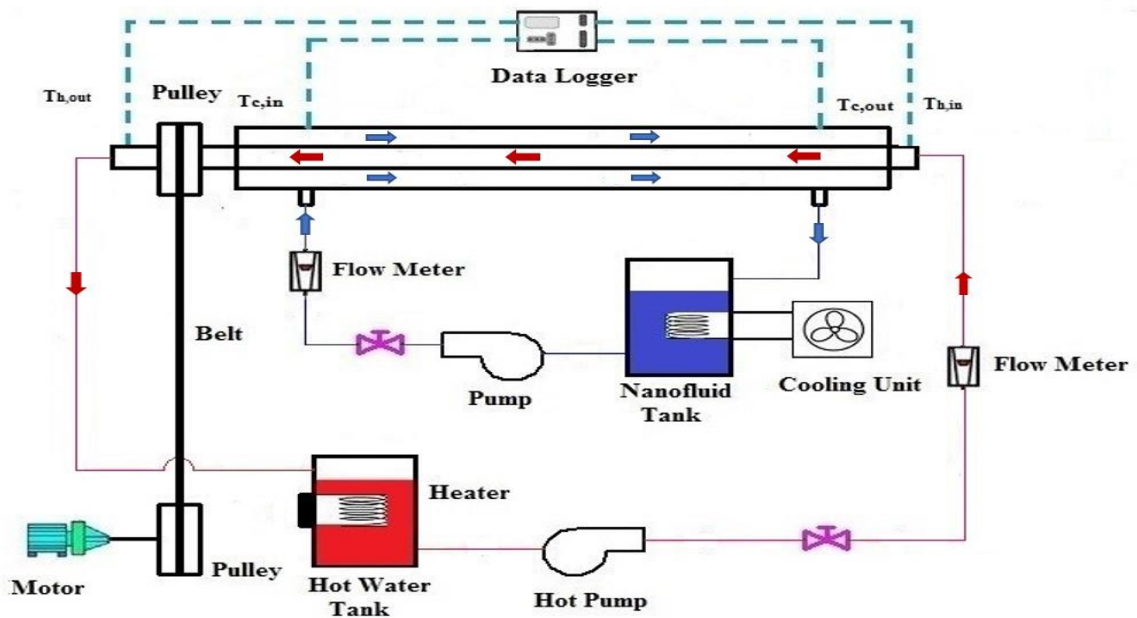 Data Logger
Th,out
Pulley
Tc,in
Tc,out
Th,in
Flow Meter
Belt
Flow Meter
Pump
Nanofluid
Tank
Cooling Unit
Heater
Motor
Pulley
Hot Water
Tank
Hot Pump